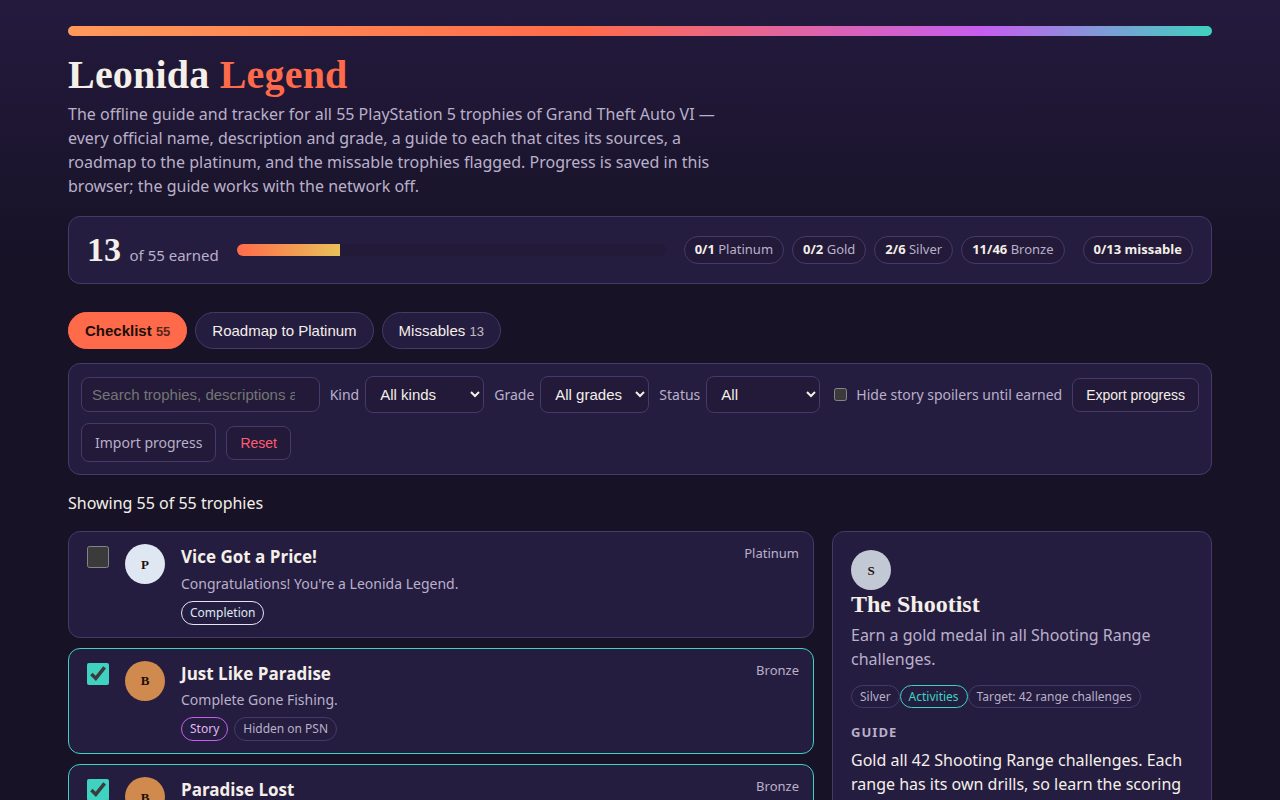 Leonida Legend
The offline guide and tracker for all 55 PlayStation 5 trophies of Grand Theft Auto VI —
every official name, description and grade, a guide to each that cites its sources, a
roadmap to the platinum, and the missable trophies flagged. Progress is saved in this
browser; the guide works with the network off.
13 of 55 earned
0/1 Platinum
0/2 Gold
2/6 Silver
11/46 Bronze
0/13 missable
Checklist 55
Roadmap to Platinum
Missables 13
Search trophies, descriptions a
Kind All kinds
Grade All grades
Status All
Hide story spoilers until earned
Export progress
Import progress
Reset
Showing 55 of 55 trophies
P
Vice Got a Price!
Platinum
Congratulations! You're a Leonida Legend.
Completion
B
Just Like Paradise
Bronze
Complete Gone Fishing.
Story
Hidden on PSN
B
Paradise Lost
Bronze
S
The Shootist
Earn a gold medal in all Shooting Range
challenges.
Silver
Activities
Target: 42 range challenges
GUIDE
Gold all 42 Shooting Range challenges. Each
range has its own drills, so learn the scoring